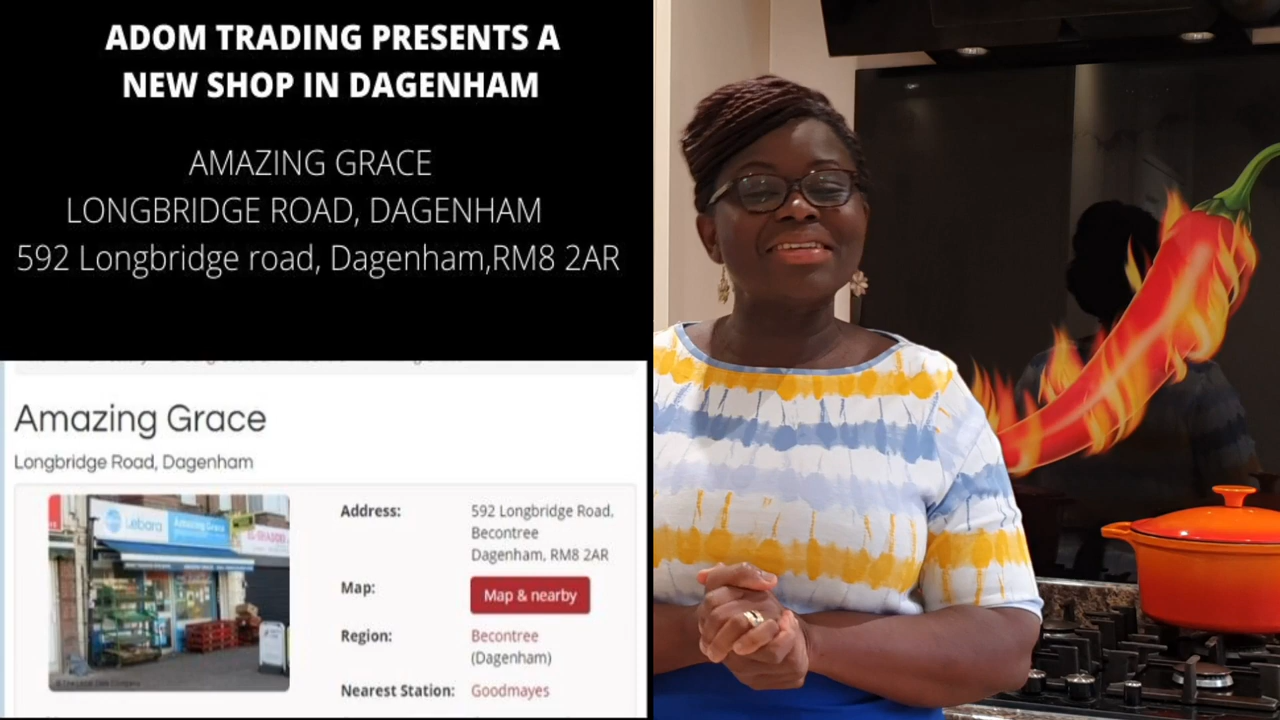 ADOM TRADING PRESENTS A
NEW SHOP IN DAGENHAM
AMAZING GRACE
LONGBRIDGE ROAD, DAGENHAM
592 Longbridge road, Dagenham,RM8 2AR
Amazing Grace
Longbridge Road, Dagenham
Lebara
Amazing Grace
Address:
592 Longbridge Road,
Becontree
Dagenham, RM8 2AR
Map:
Map & nearby
Region:
Becontree
(Dagenham)
Nearest Station:
Goodmayes